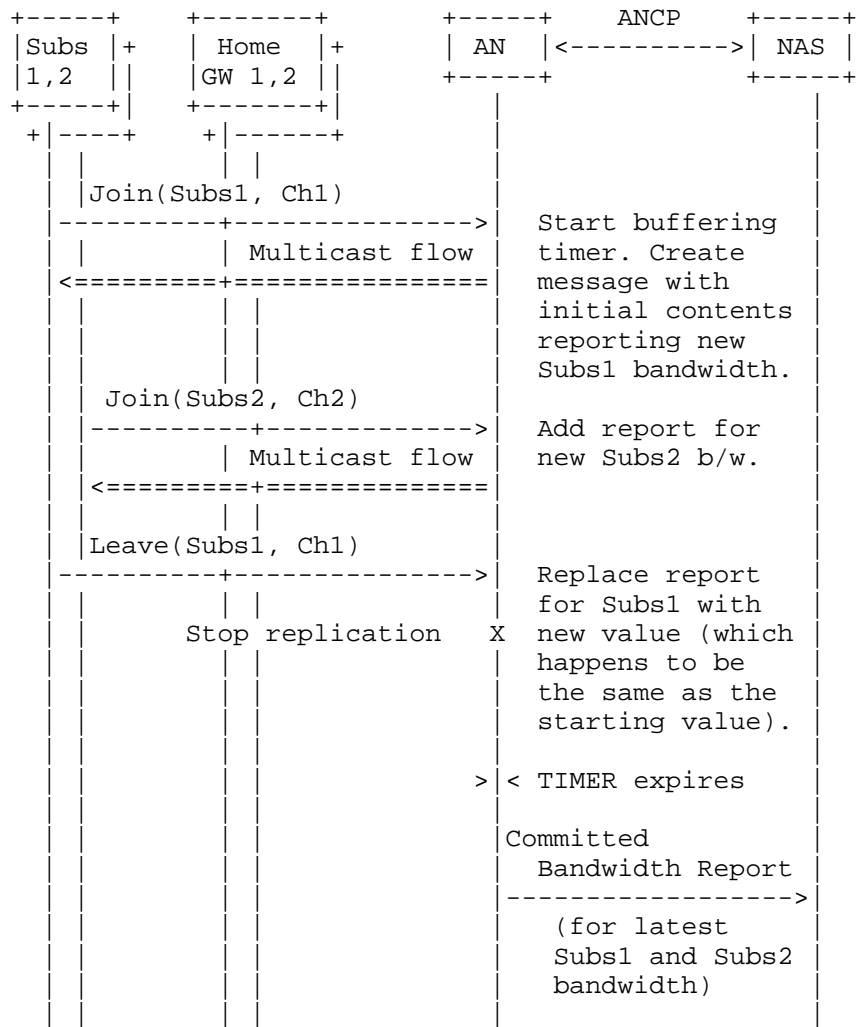 +-----+    +-------+       +-----+   ANCP    +-----+
|Subs |+   | Home  |+      | AN  |<---------->| NAS |
|1,2  ||   |GW 1,2 ||      +-----+            +-----+
+-----+|   +-------+|         |                   |
+|----+    +|------+          |                   |
Join(Subs1, Ch1)
----------+--------------->| Start buffering
Multicast flow | timer. Create
<=========+================| message with
initial contents
reporting new
Subs1 bandwidth.
Join(Subs2, Ch2)
----------+-------------->| Add report for
Multicast flow | new Subs2 b/w.
<=========+==============|
Leave(Subs1, Ch1)
----------+--------------->| Replace report
for Subs1 with
Stop replication X new value (which
happens to be
the same as the
starting value).
>|< TIMER expires
Committed
Bandwidth Report
|------------------>|
(for latest
Subs1 and Subs2
bandwidth)